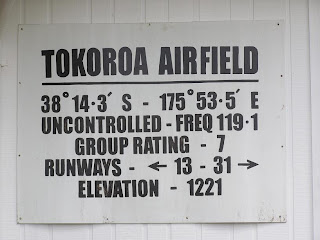 TOKOROA AIRFIELD
38°14·3′ S - 175°53·5′ E
UNCONTROLLED - FREQ 119·1
GROUP RATING - 7
RUNWAYS - ← 13 - 31 →
ELEVATION - 1221